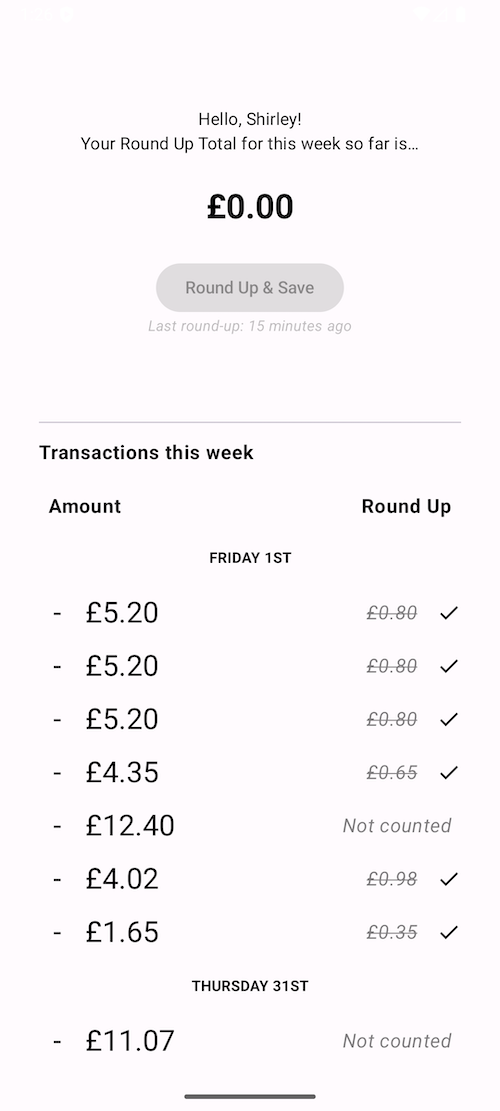 Hello, Shirley!
Your Round Up Total for this week so far is...
£0.00
Round Up & Save
Last round-up: 15 minutes ago
Transactions this week
Amount Round Up
FRIDAY 1ST
- £5.20 £0.80
- £5.20 £0.80
- £5.20 £0.80
- £4.35 £0.65
- £12.40 Not counted
- £4.02 £0.98
- £1.65 £0.35
THURSDAY 31ST
- £11.07 Not counted